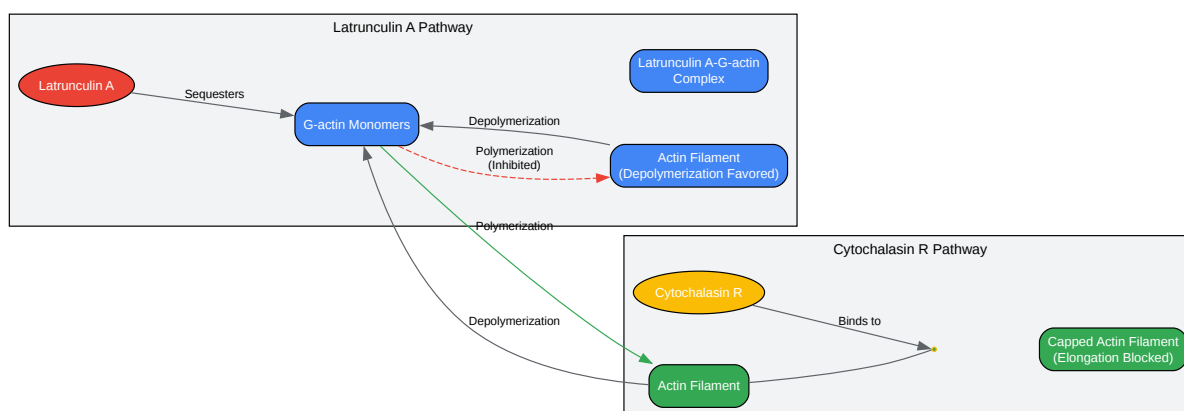 Latrunculin A Pathway
Latrunculin A
Sequesters
G-actin Monomers
Latrunculin A-G-actin
Complex
Depolymerization
Polymerization
(Inhibited)
Actin Filament
(Depolymerization Favored)
Polymerization
Depolymerization
Cytochalasin R Pathway
Cytochalasin R
Binds to
Capped Actin Filament
(Elongation Blocked)
Actin Filament